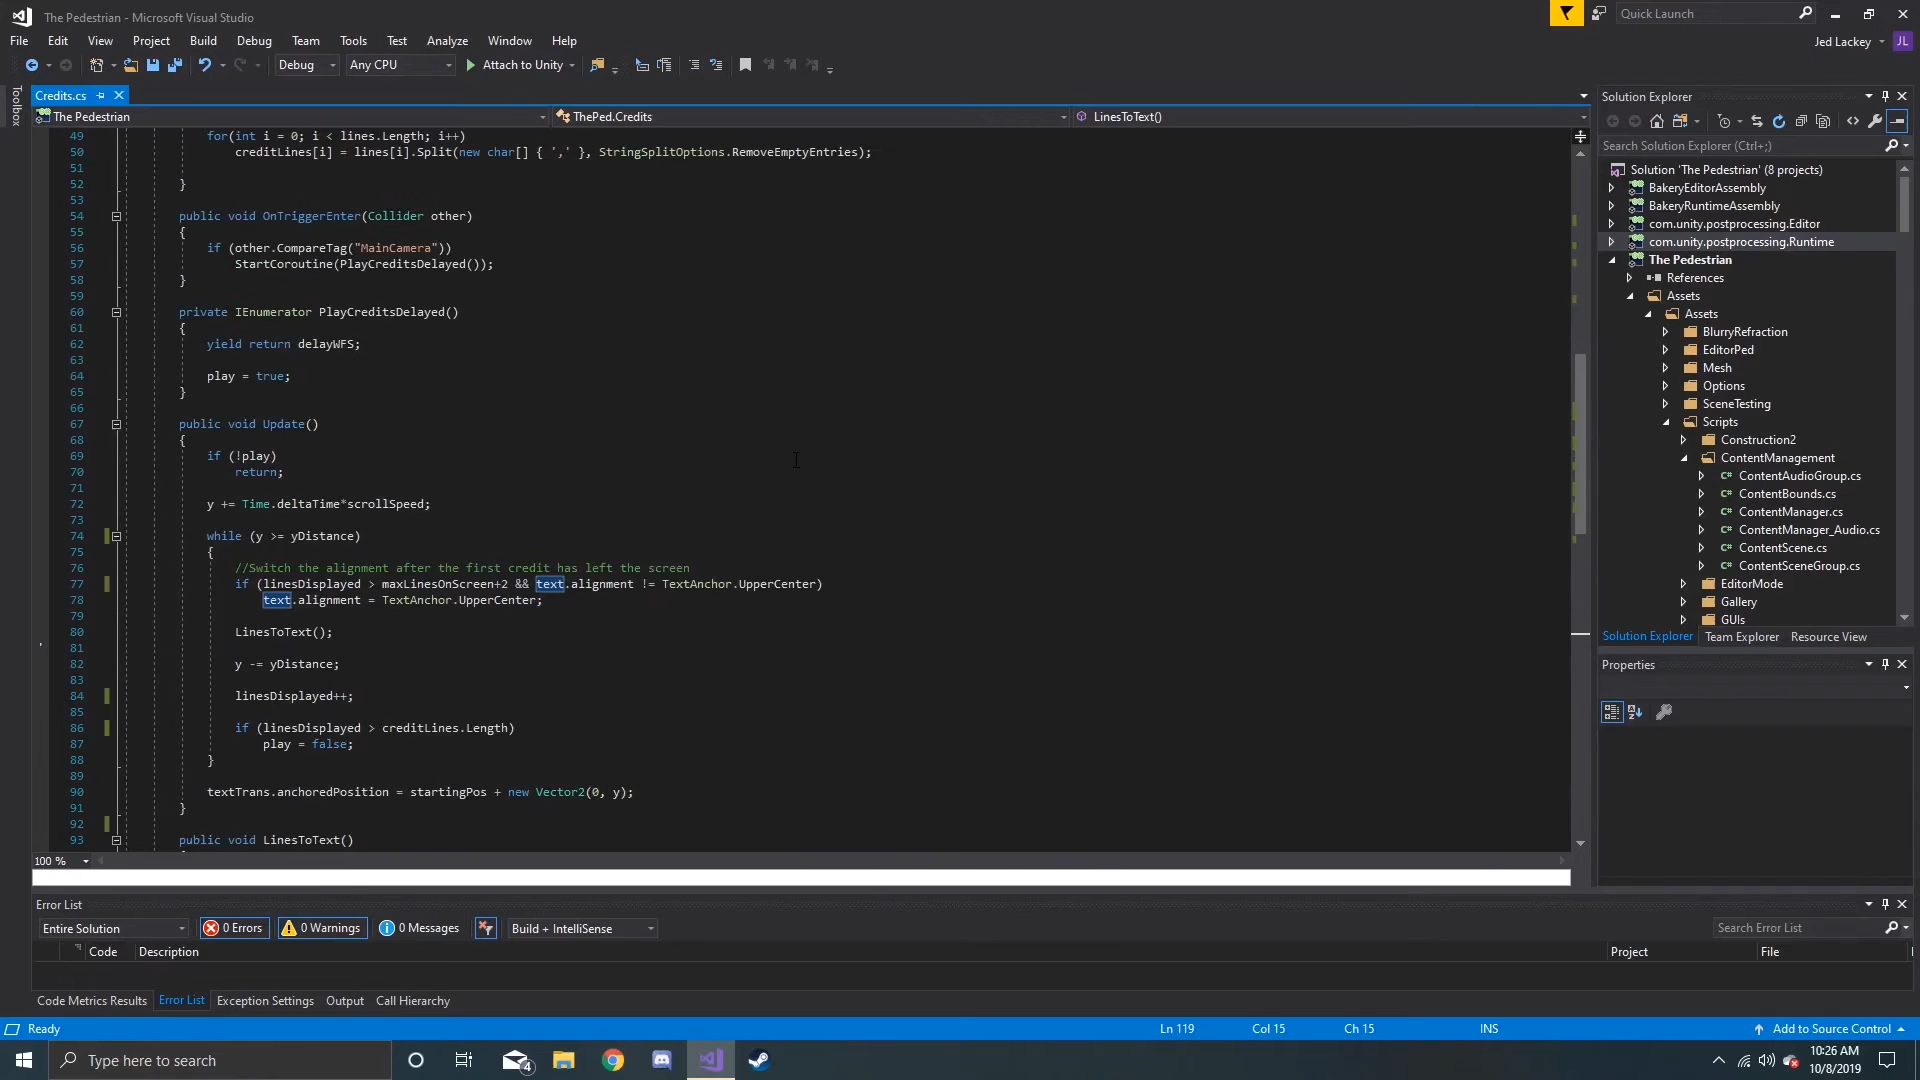 The Pedestrian - Microsoft Visual Studio
Quick Launch
File Edit View Project Build Debug Team Tools Test Analyze Window Help
Jed Lackey JL
Debug Any CPU Attach to Unity
Toolbox
Credits.cs
The Pedestrian ThePed.Credits LinesToText()
49 for(int i = 0; i < lines.Length; i++)
50 creditLines[i] = lines[i].Split(new char[] { ',' }, StringSplitOptions.RemoveEmptyEntries);
51
52 }
53
54 public void OnTriggerEnter(Collider other)
55 {
56 if (other.CompareTag("MainCamera"))
57 StartCoroutine(PlayCreditsDelayed());
58 }
59
60 private IEnumerator PlayCreditsDelayed()
61 {
62 yield return delayWFS;
63
64 play = true;
65 }
66
67 public void Update()
68 {
69 if (!play)
70 return;
71
72 y += Time.deltaTime*scrollSpeed;
73
74 while (y >= yDistance)
75 {
76 //Switch the alignment after the first credit has left the screen
77 if (linesDisplayed > maxLinesOnScreen+2 && text.alignment != TextAnchor.UpperCenter)
78 text.alignment = TextAnchor.UpperCenter;
79
80 LinesToText();
81
82 y -= yDistance;
83
84 linesDisplayed++;
85
86 if (linesDisplayed > creditLines.Length)
87 play = false;
88 }
89
90 textTrans.anchoredPosition = startingPos + new Vector2(0, y);
91 }
92
93 public void LinesToText()
100 %
Solution Explorer
Search Solution Explorer (Ctrl+;)
Solution 'The Pedestrian' (8 projects)
BakeryEditorAssembly
BakeryRuntimeAssembly
com.unity.postprocessing.Editor
com.unity.postprocessing.Runtime
The Pedestrian
References
Assets
Assets
BlurryRefraction
EditorPed
Mesh
Options
SceneTesting
Scripts
Construction2
ContentManagement
C# ContentAudioGroup.cs
C# ContentBounds.cs
C# ContentManager.cs
C# ContentManager_Audio.cs
C# ContentScene.cs
C# ContentSceneGroup.cs
EditorMode
Gallery
GUIs
Solution Explorer Team Explorer Resource View
Properties
Error List
Entire Solution 0 Errors 0 Warnings 0 Messages Build + IntelliSense Search Error List
Code Description Project File
Code Metrics Results Error List Exception Settings Output Call Hierarchy
Ready Ln 119 Col 15 Ch 15 INS Add to Source Control
Type here to search 4
10:26 AM
10/8/2019